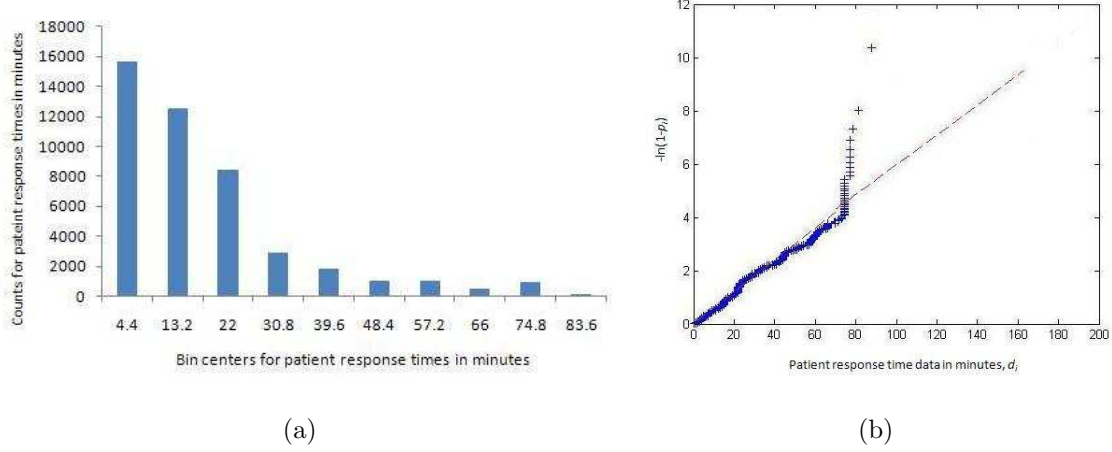 Counts for pateint response times in minutes
18000
16000
14000
12000
10000
8000
6000
4000
2000
0
4.4 13.2 22 30.8 39.6 48.4 57.2 66 74.8 83.6
Bin centers for patient response times in minutes
(a)
-ln(1-pᵢ)
12
10
8
6
4
2
0
0 20 40 60 80 100 120 140 160 180 200
Patient response time data in minutes, dᵢ
(b)